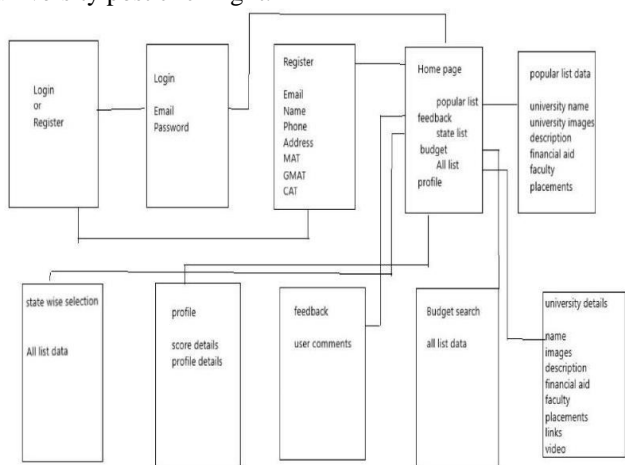 Login
or
Register
Login
Email
Password
Register
Email
Name
Phone
Address
MAT
GMAT
CAT
Home page
popular list
feedback
state list
budget
All list
profile
popular list data
university name
university images
description
financial aid
faculty
placements
state wise selection
All list data
profile
score details
profile details
feedback
user comments
Budget search
all list data
university details
name
images
description
financial aid
faculty
placements
links
video